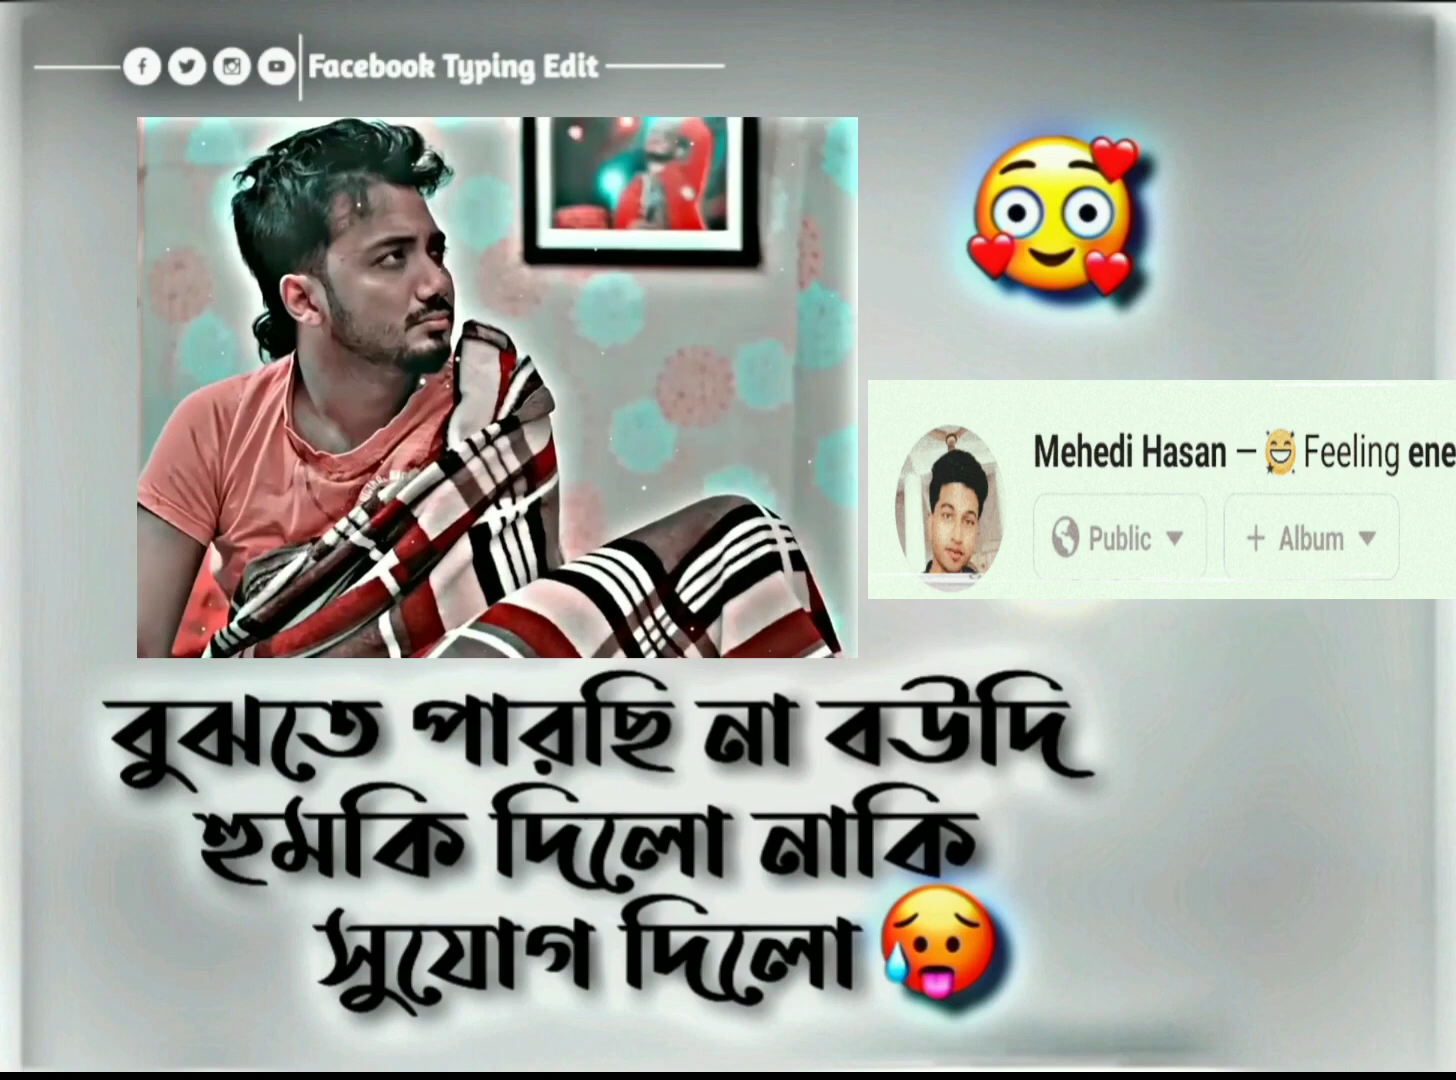 Facebook Typing Edit
Mehedi Hasan – Feeling ene
Public
+ Album
বুঝতে পারছি না বউদি
হুমকি দিলো নাকি
সুযোগ দিলো